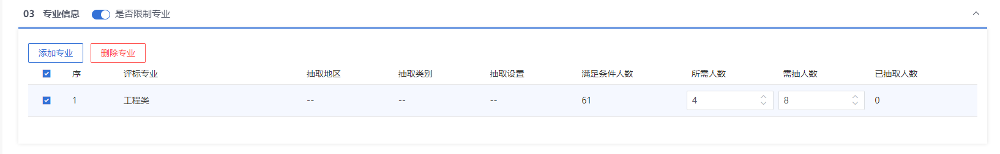 03 专业信息 是否限制专业
添加专业 删除专业
序 评标专业 抽取地区 抽取类别 抽取设置 满足条件人数 所需人数 需抽人数 已抽取人数
1 工程类 -- -- -- 61 4 8 0